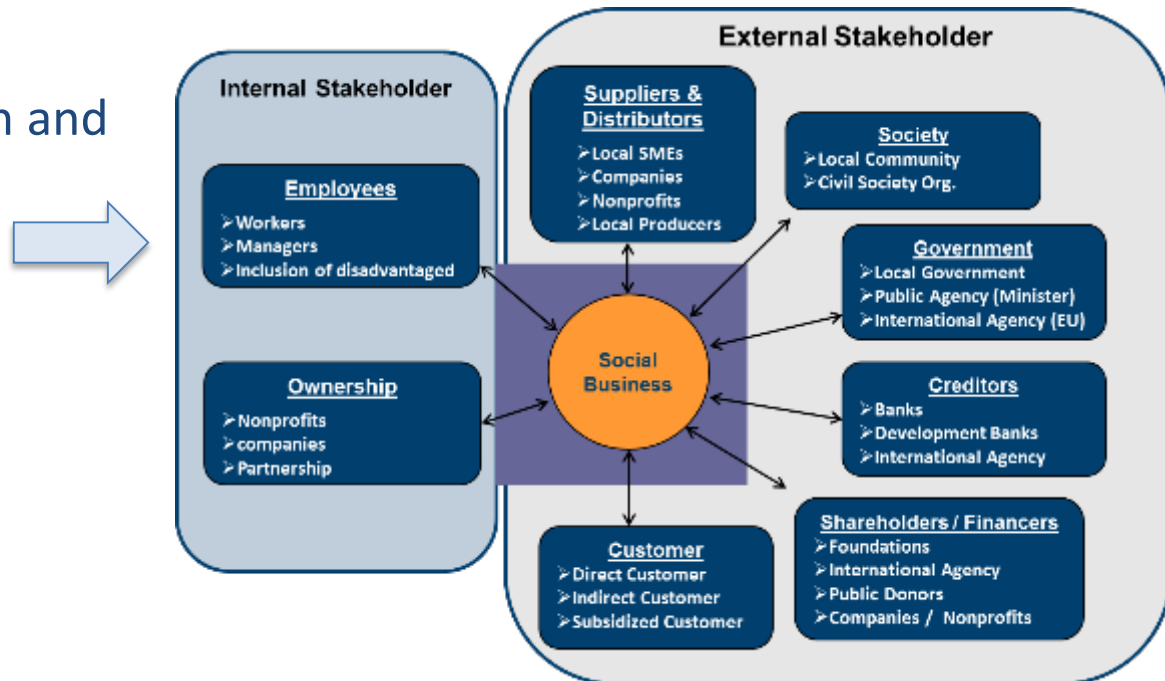 n and
Internal Stakeholder
Employees
➢Workers
➢Managers
➢Inclusion of disadvantaged
Ownership
➢Nonprofits
➢companies
➢Partnership
External Stakeholder
Suppliers &
Distributors
➢Local SMEs
➢Companies
➢Nonprofits
➢Local Producers
Society
➢Local Community
➢Civil Society Org.
Government
➢Local Government
➢Public Agency (Minister)
➢International Agency (EU)
Social
Business
Creditors
➢Banks
➢Development Banks
➢International Agency
Customer
➢Direct Customer
➢Indirect Customer
➢Subsidized Customer
Shareholders / Financers
➢Foundations
➢International Agency
➢Public Donors
➢Companies / Nonprofits